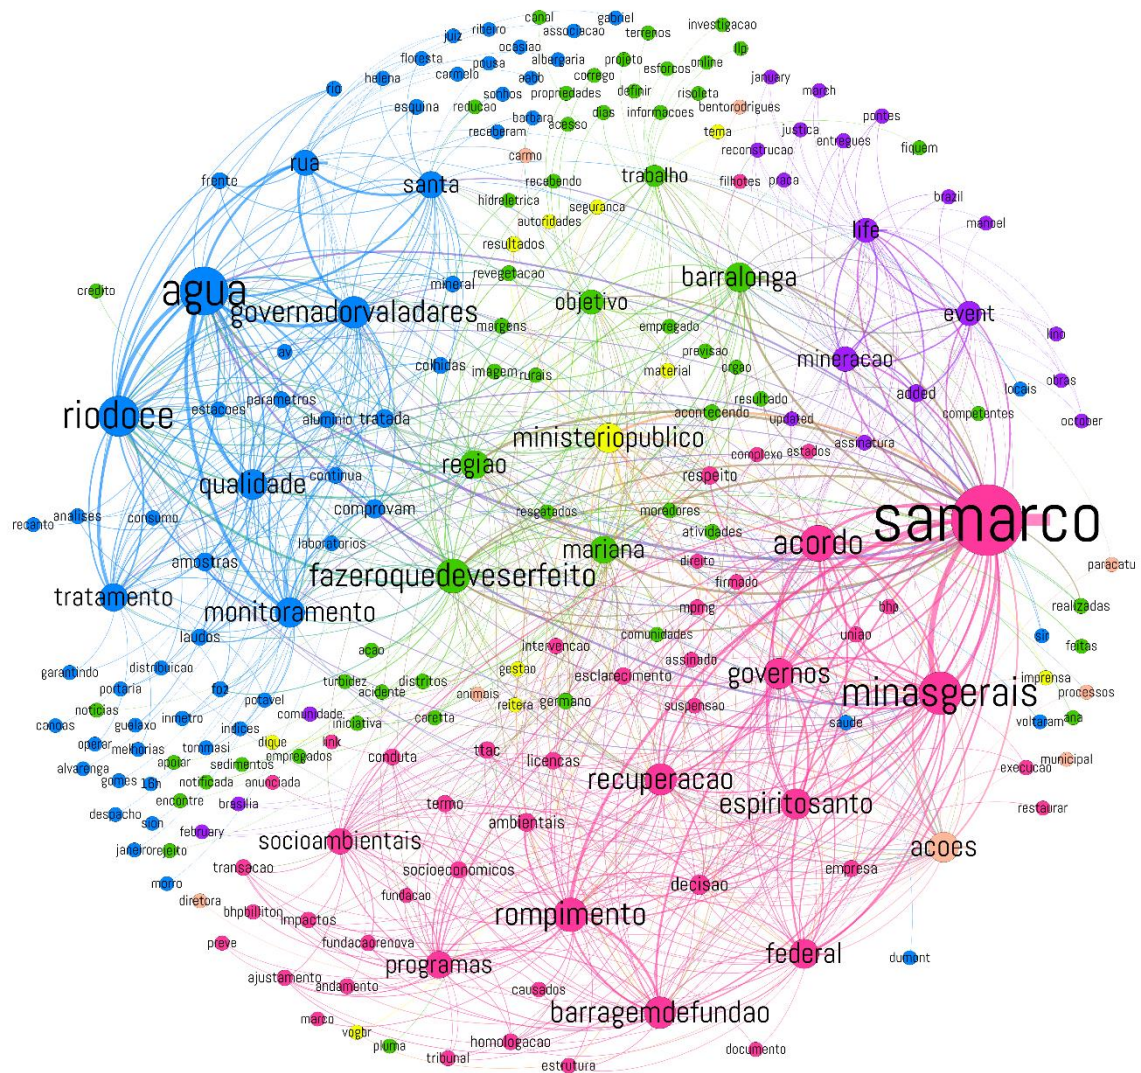 canal
gabriel
investigacao
ribeiro
associacao
terrenos
juiz
ocasiao
llp
floresta
pousa
albergaria
projeto
online
helena
carmelo
aabb
corrego
esforcos
january
rio
esquina
sonhos
propriedades
definir
risoleta
march
reducao
bentorodrigues
barbara
dias
informacoes
pontes
receberam
acesso
tema
justica
entregues
rua
carmo
reconstrucao
fiquem
frente
santa
recebendo
trabalho
filhotes
praca
hidreletrica
seguranca
brazil
autoridades
life
manoel
resultados
credito
agua
mineral
revegetacao
barralonga
governadorvaladares
objetivo
event
margens
empregado
lino
av
colhidas
previsao
mineracao
imagem
rurais
orgao
material
added
locais
obras
parametros
resultado
riodoce
estacoes
aluminio
tratada
acontecendo
updated
competentes
october
ministeriopublico
assinatura
regiao
complexo
estados
qualidade
continua
respeito
comprovam
resgatados
moradores
samarco
recanto
analises
consumo
atividades
acordo
laboratorios
mariana
direito
amostras
fazeroquedeveserfeito
firmado
paracatu
tratamento
monitoramento
mpmg
bhp
realizadas
laudos
comunidades
uniao
sir
feitas
acao
intervencao
assinado
garantindo
distribuicao
gestao
esclarecimento
governos
imprensa
portaria
foz
turbidez
distritos
minasgerais
potavel
acidente
animais
reitera
germano
suspensao
processos
noticias
comunidade
caretta
canoas
guelaxo
inmetro
indices
iniciativa
saude
voltaram
ana
operar
melhorias
tommasi
dique
link
ttac
apoiar
sedimentos
empregados
conduta
licencas
municipal
alvarenga
recuperacao
gomes
16h
notificada
anunciada
execucao
encontre
brasilia
termo
espiritosanto
despacho
sion
restaurar
february
ambientais
socioambientais
janeiro
rejeito
acoes
transacao
socioeconomicos
empresa
morro
decisao
fundacao
diretora
bhpbilliton
impactos
rompimento
preve
fundacaorenova
federal
dumont
programas
ajustamento
andamento
causados
marco
barragemdefundao
vogbr
homologacao
pluma
tribunal
documento
estrutura